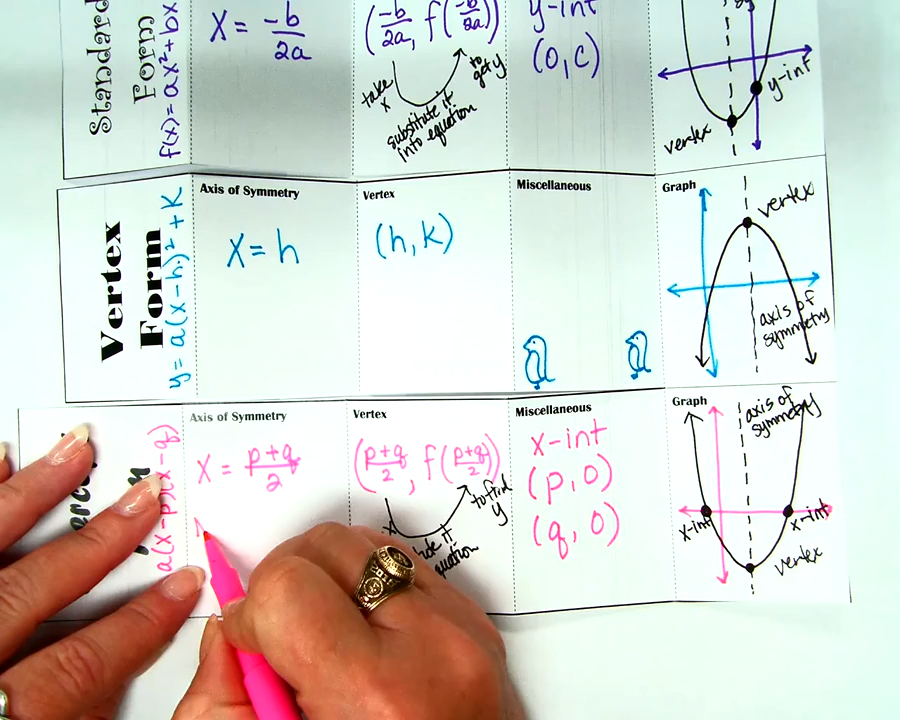 Standard
Form
f(x) = ax² + bx
X = -b/2a
(-b/2a, f(-b/2a))
take
x
substitute it
into equation
to
get y
y-int
(0, c)
y-int
vertex
Vertex
Form
y = a(x-h)² + K
Axis of Symmetry
X = h
Vertex
(h, k)
Miscellaneous
Graph
vertex
axis of
symmetry
a(x-p)(x-q)
Axis of Symmetry
X = p+q/2
Vertex
(p+q/2, f(p+q/2))
to find
y
Miscellaneous
x-int
(p, 0)
(q, 0)
Graph
axis of
symmetry
x-int
x-int
vertex